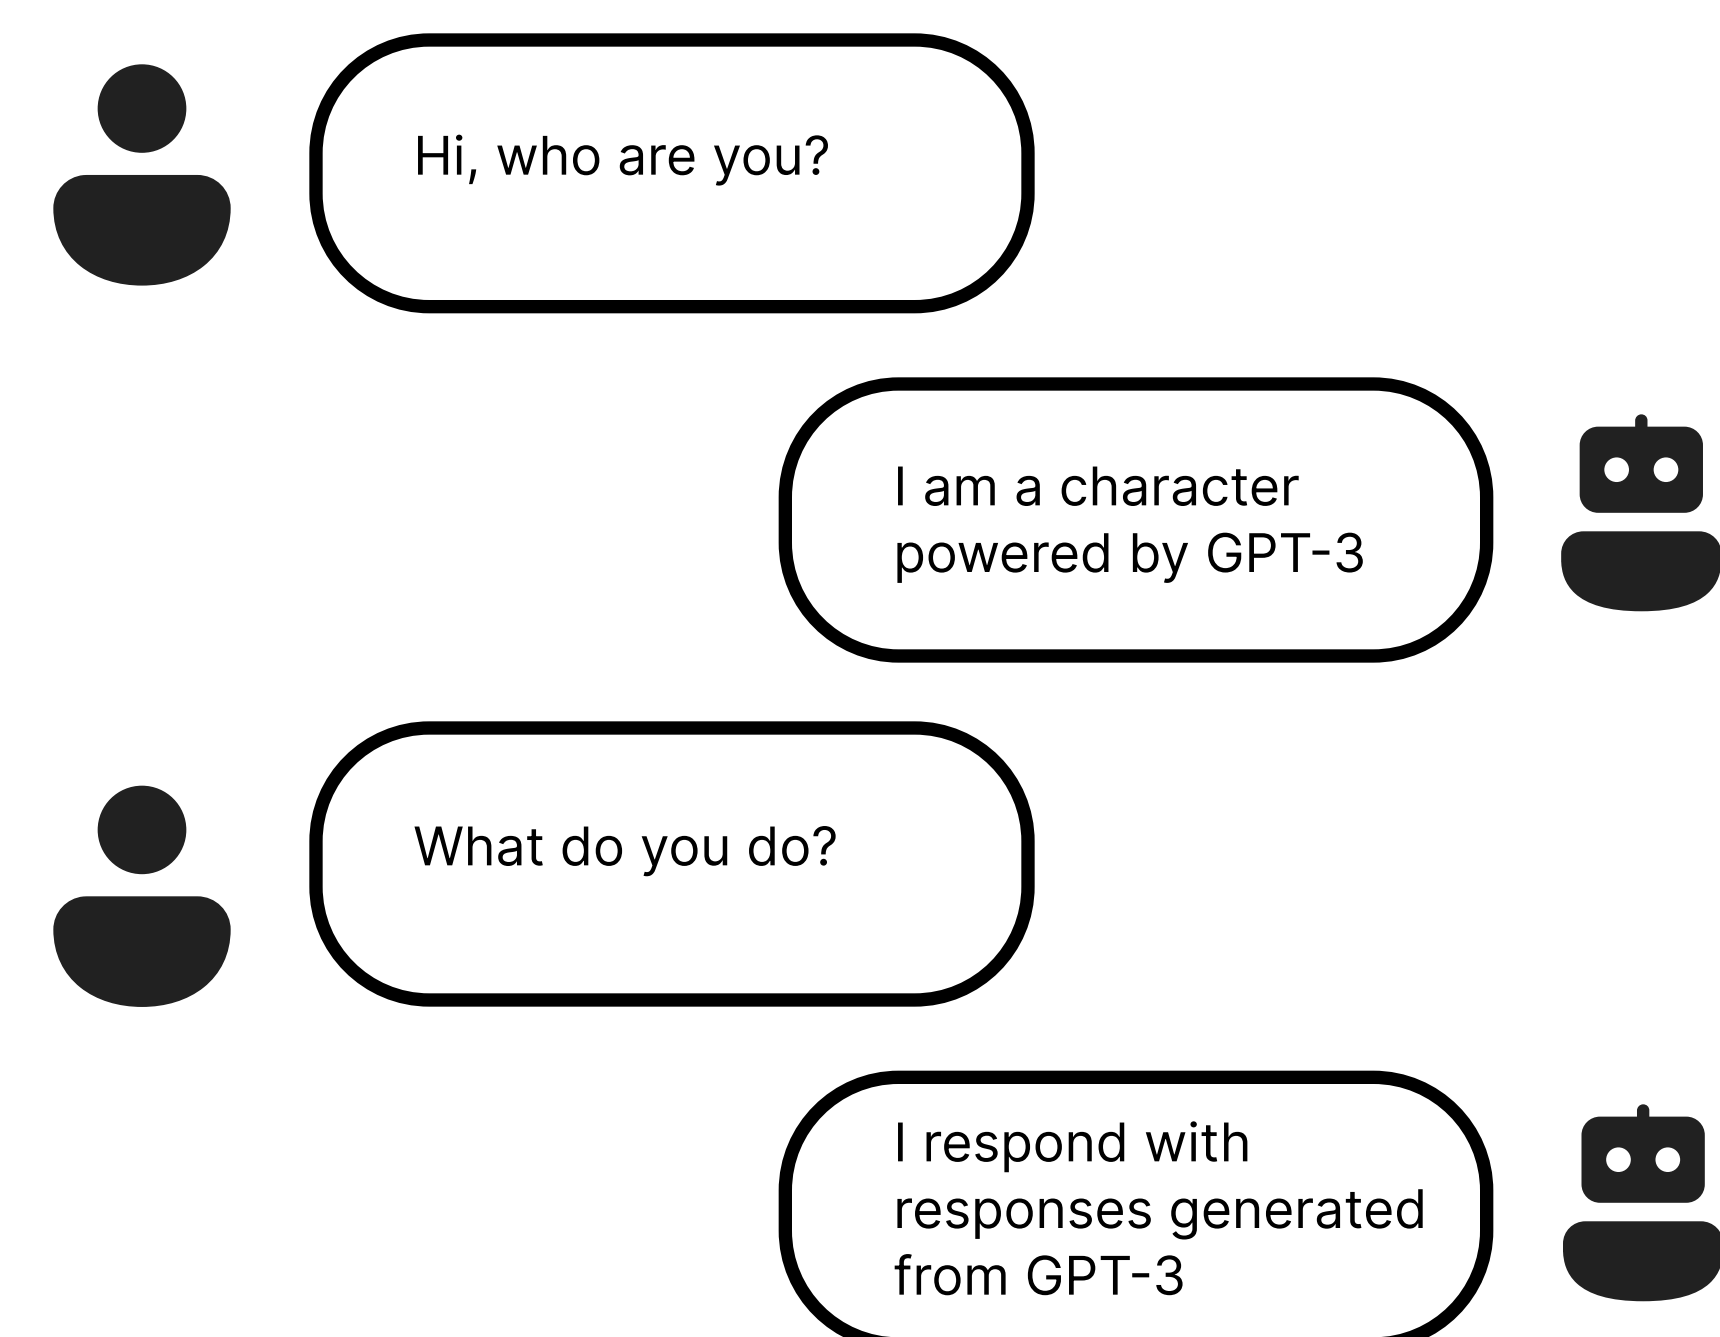 Hi, who are you?
I am a character
powered by GPT-3
What do you do?
I respond with
responses generated
from GPT-3